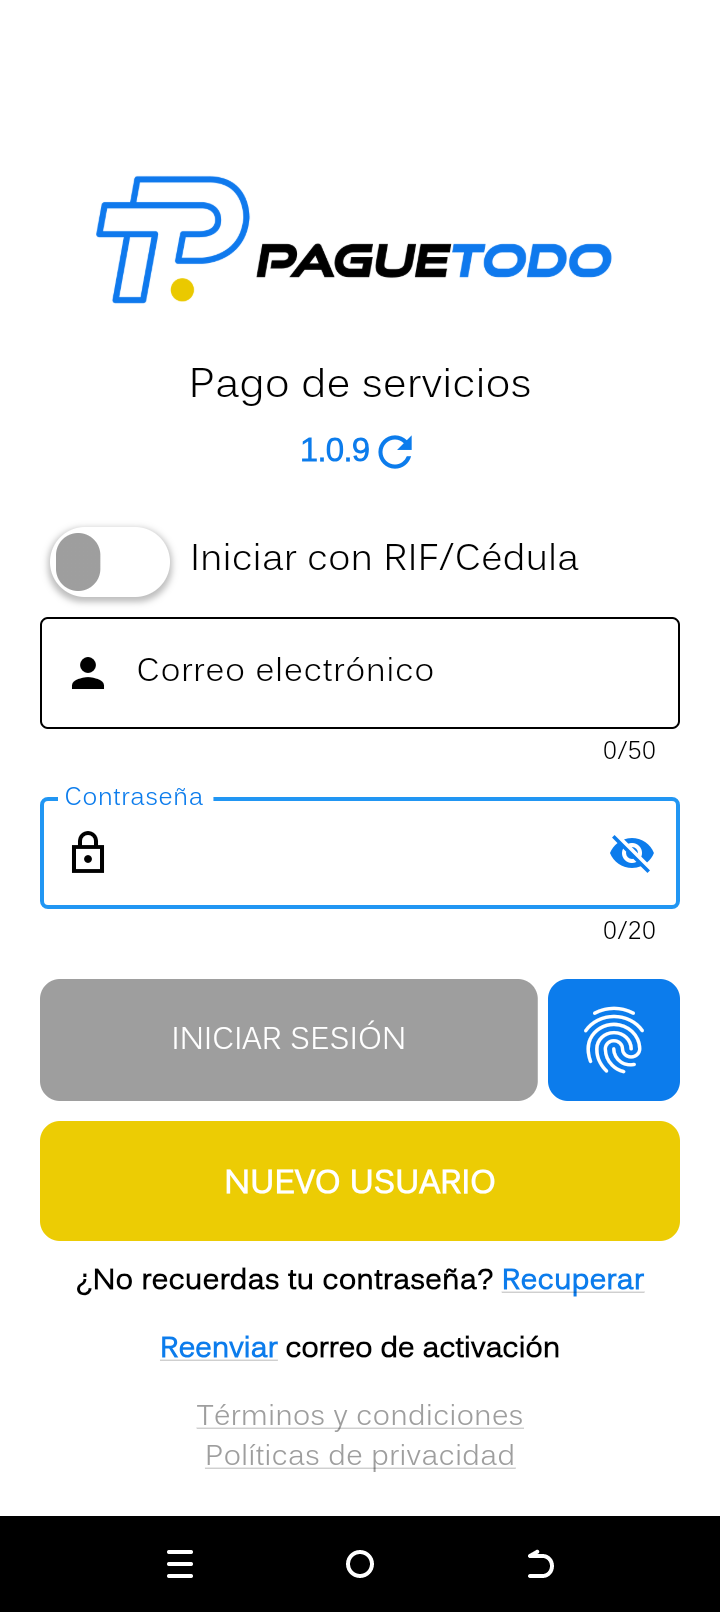 PAGUETODO
Pago de servicios
1.0.9
Iniciar con RIF/Cédula
Correo electrónico
0/50
Contraseña
0/20
INICIAR SESIÓN
NUEVO USUARIO
¿No recuerdas tu contraseña? Recuperar
Reenviar correo de activación
Términos y condiciones
Políticas de privacidad